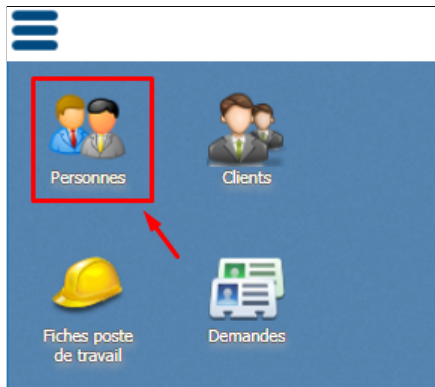 Personnes
Clients
Fiches poste
de travail
Demandes